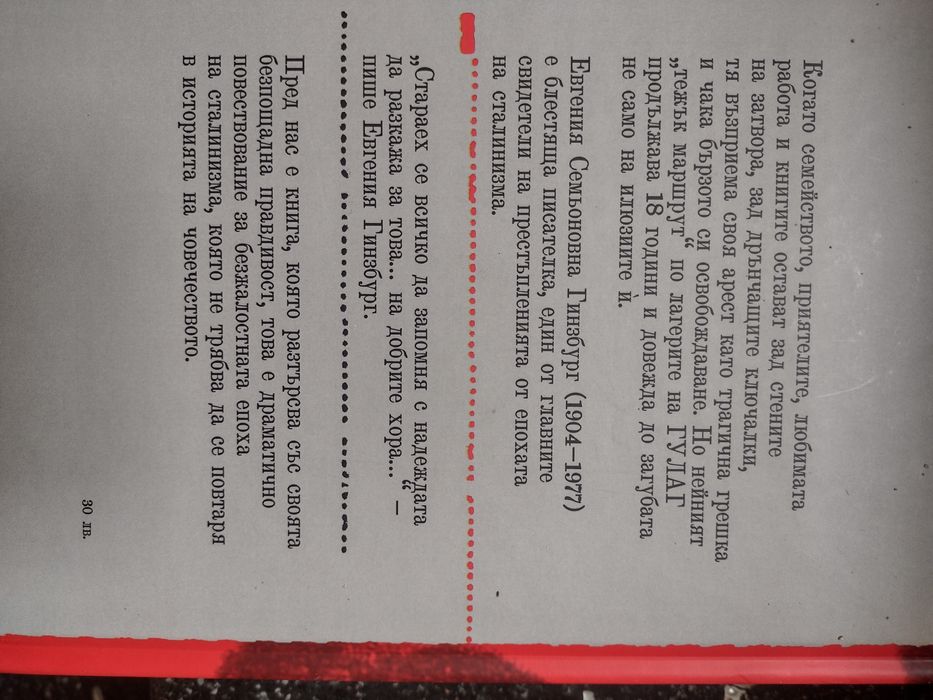 Когато семейството, приятелите, любимата
работа и книгите остават зад стените
на затвора, зад дрънчащите ключалки,
тя възприема своя арест като трагична грешка
и чака бързото си освобождаване. Но нейният
„тежък маршрут“ по лагерите на ГУЛАГ
продължава 18 години и довежда до загубата
не само на илюзиите ѝ.
Евгения Семьоновна Гинзбург (1904–1977)
е блестяща писателка, един от главните
свидетели на престъпленията от епохата
на сталинизма.
„Стараех се всичко да запомня с надеждата
да разкажа за това... на добрите хора...“ –
пише Евгения Гинзбург.
Пред нас е книга, която разтърсва със своята
безпощадна правдивост, това е драматично
повествование за безжалостната епоха
на сталинизма, която не трябва да се повтаря
в историята на човечеството.
30 лв.